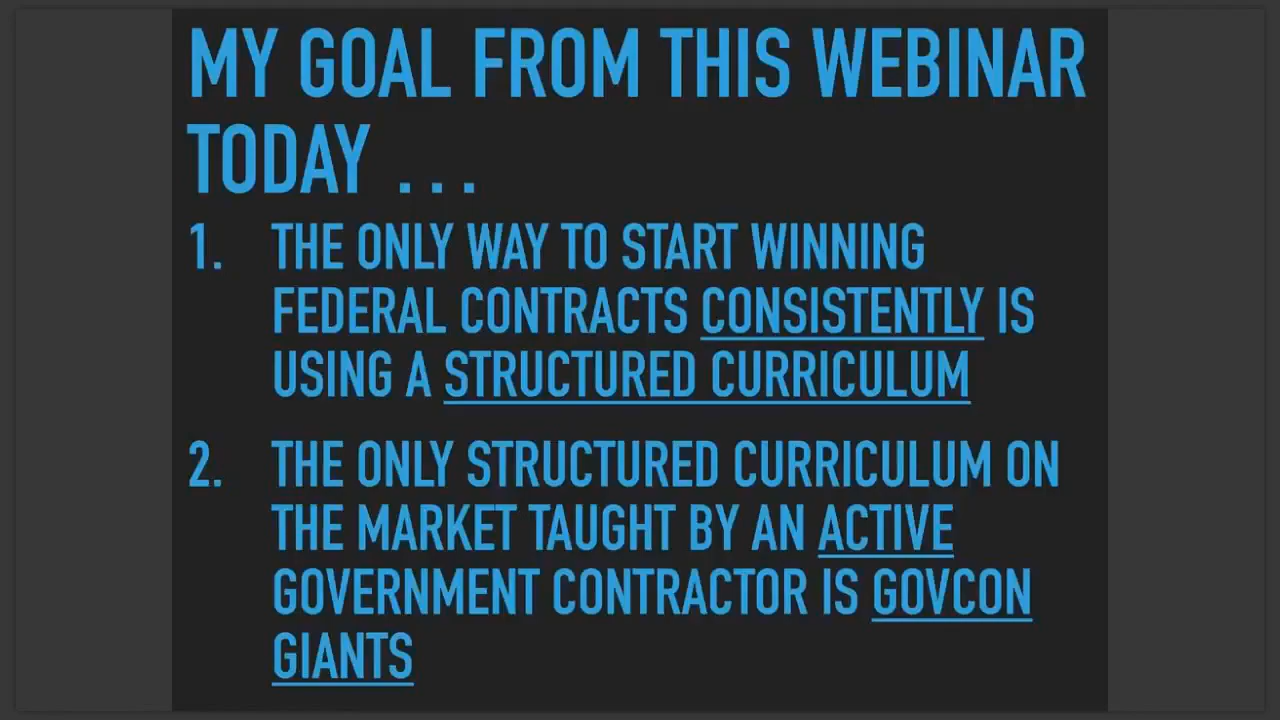 MY GOAL FROM THIS WEBINAR
TODAY ...
1. THE ONLY WAY TO START WINNING
FEDERAL CONTRACTS CONSISTENTLY IS
USING A STRUCTURED CURRICULUM
2. THE ONLY STRUCTURED CURRICULUM ON
THE MARKET TAUGHT BY AN ACTIVE
GOVERNMENT CONTRACTOR IS GOVCON
GIANTS